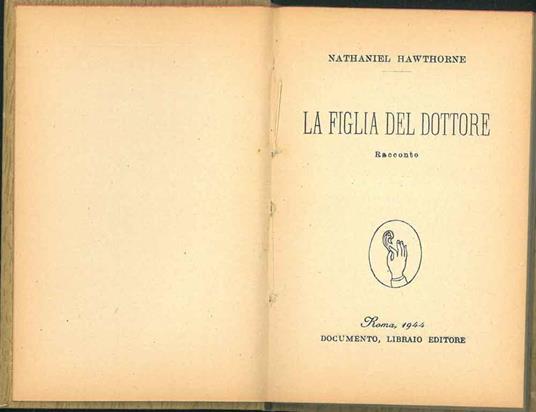 NATHANIEL HAWTHORNE
LA FIGLIA DEL DOTTORE
Racconto
Roma, 1944
DOCUMENTO, LIBRAIO EDITORE